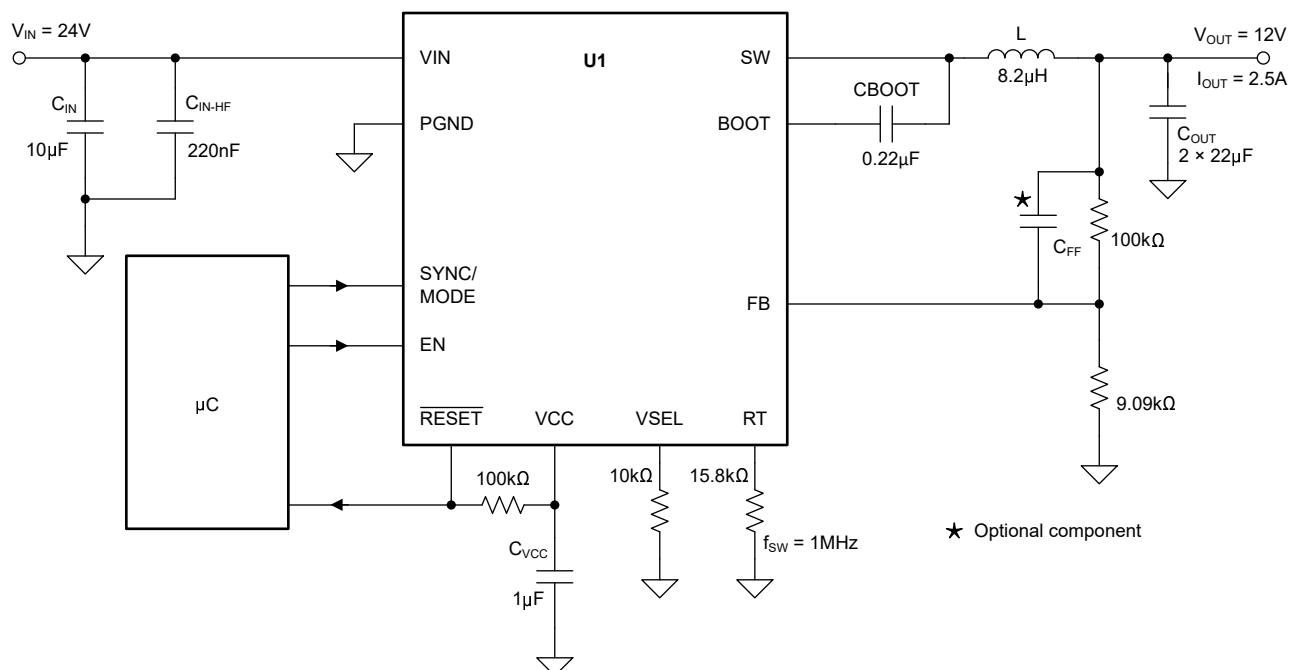 V_IN = 24V
C_IN
10µF
C_IN-HF
220nF
VIN
PGND
U1
SW
BOOT
CBOOT
0.22µF
L
8.2µH
V_OUT = 12V
I_OUT = 2.5A
C_OUT
2 × 22µF
C_FF
100kΩ
SYNC/
MODE
EN
FB
µC
9.09kΩ
RESET
VCC
VSEL
RT
100kΩ
10kΩ
15.8kΩ
f_SW = 1MHz
C_VCC
1µF
★ Optional component